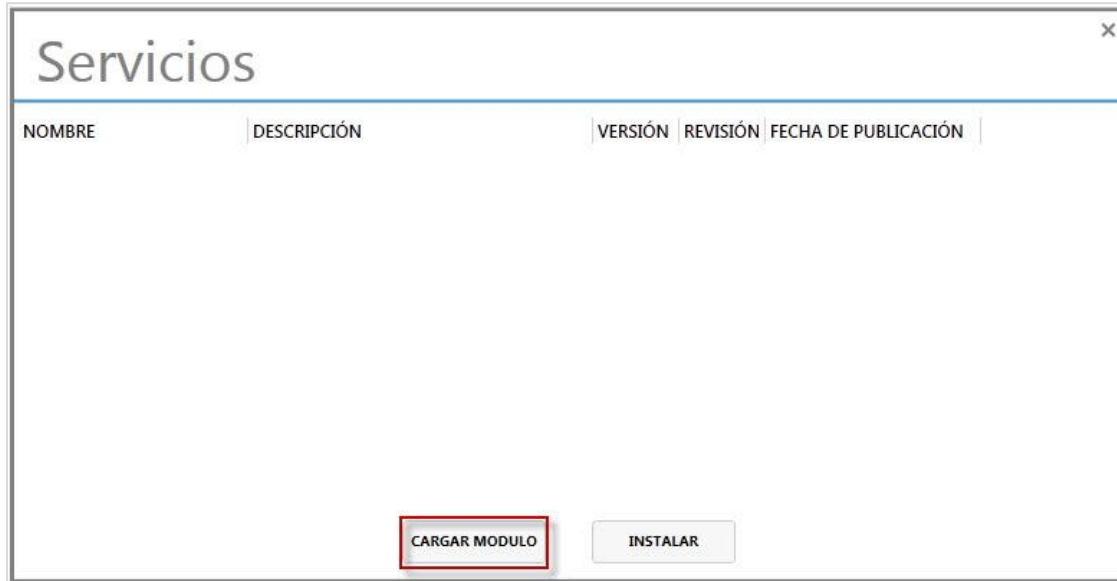 Servicios
NOMBRE DESCRIPCIÓN VERSIÓN REVISIÓN FECHA DE PUBLICACIÓN
CARGAR MODULO INSTALAR